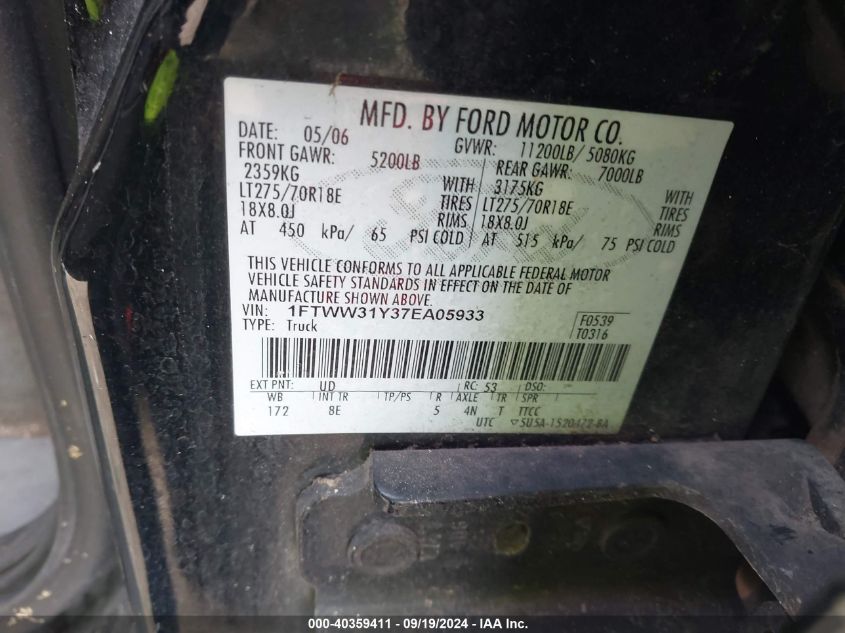 MFD. BY FORD MOTOR CO.
DATE: 05/06 GVWR: 11200LB/ 5080KG
FRONT GAWR: 5200LB REAR GAWR: 7000LB
2359KG WITH 3175KG WITH
LT275/70R18E TIRES LT275/70R18E TIRES
18X8.0J RIMS 18X8.0J RIMS
AT 450 kPa/ 65 PSI COLD AT 515 kPa/ 75 PSI COLD
THIS VEHICLE CONFORMS TO ALL APPLICABLE FEDERAL MOTOR
VEHICLE SAFETY STANDARDS IN EFFECT ON THE DATE OF
MANUFACTURE SHOWN ABOVE.
VIN: 1FTWW31Y37EA05933
TYPE: Truck F0539
T0316
EXT PNT: UD RC: 53 DSO:
WB INT TR TP/PS R AXLE TR SPR
172 8E 5 4N T TTCC
UTC ▽5U5A-1520472-BA
000-40359411 - 09/19/2024 - IAA Inc.